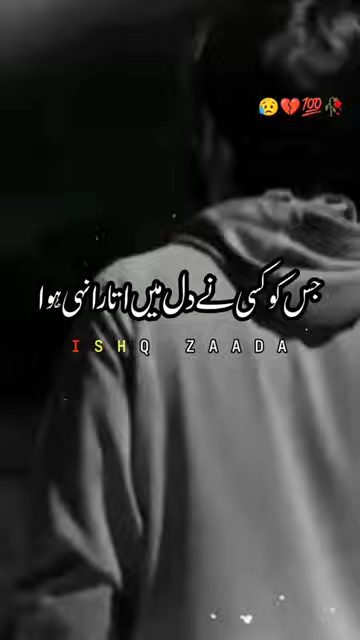 😥💔💯🥀
جس کو کسی نے دل میں اتارا نہی ہوا
ISHQ ZAADA